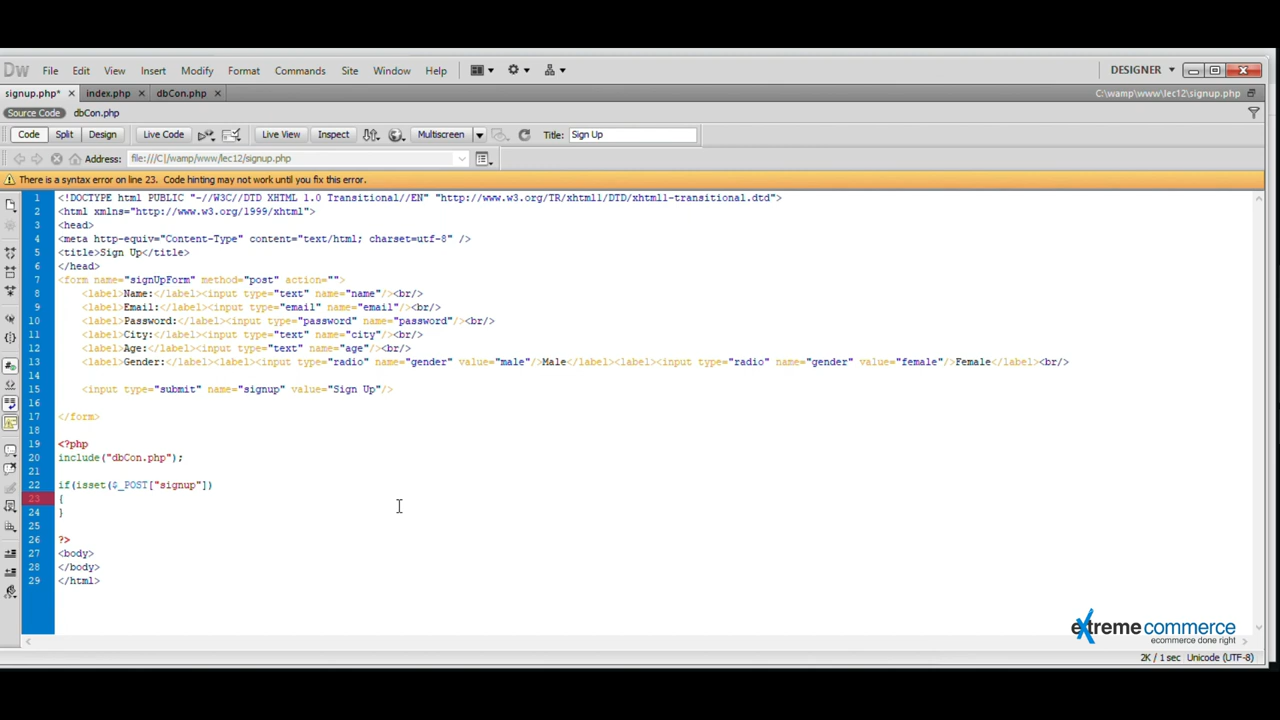 Dw File Edit View Insert Modify Format Commands Site Window Help DESIGNER
signup.php* × index.php × dbCon.php × C:\wamp\www\lec12\signup.php
Source Code dbCon.php
Code Split Design Live Code Live View Inspect Multiscreen Title: Sign Up
Address: file:///C|/wamp/www/lec12/signup.php
There is a syntax error on line 23. Code hinting may not work until you fix this error.
1 <!DOCTYPE html PUBLIC "-//W3C//DTD XHTML 1.0 Transitional//EN" "http://www.w3.org/TR/xhtml1/DTD/xhtml1-transitional.dtd">
2 <html xmlns="http://www.w3.org/1999/xhtml">
3 <head>
4 <meta http-equiv="Content-Type" content="text/html; charset=utf-8" />
5 <title>Sign Up</title>
6 </head>
7 <form name="signUpForm" method="post" action="">
8 <label>Name:</label><input type="text" name="name"/><br/>
9 <label>Email:</label><input type="email" name="email"/><br/>
10 <label>Password:</label><input type="password" name="password"/><br/>
11 <label>City:</label><input type="text" name="city"/><br/>
12 <label>Age:</label><input type="text" name="age"/><br/>
13 <label>Gender:</label><label><input type="radio" name="gender" value="male"/>Male</label><label><input type="radio" name="gender" value="female"/>Female</label><br/>
14
15 <input type="submit" name="signup" value="Sign Up"/>
16
17 </form>
18
19 <?php
20 include("dbCon.php");
21
22 if(isset($_POST["signup"])
23 {
24 }
25
26 ?>
27 <body>
28 </body>
29 </html>
extreme commerce
ecommerce done right
2K / 1 sec Unicode (UTF-8)